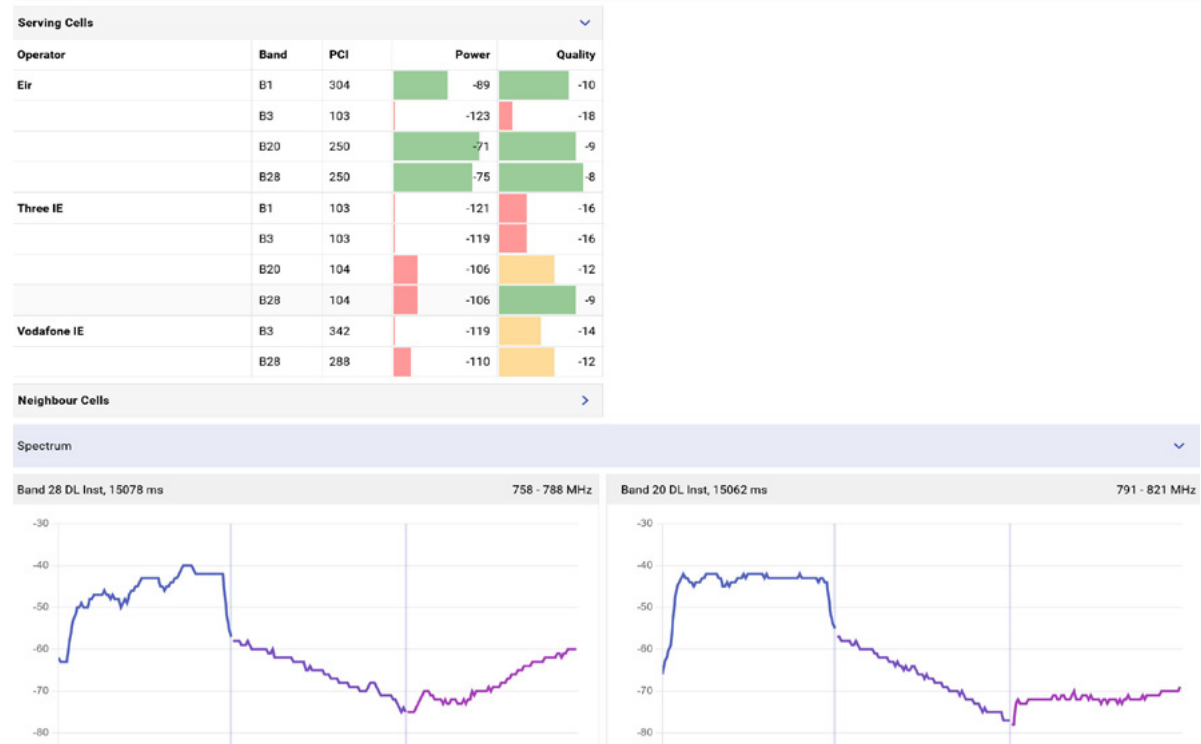 Serving Cells
Operator Band PCI Power Quality
Eir B1 304 -89 -10
B3 103 -123 -18
B20 250 -71 -9
B28 250 -75 -8
Three IE B1 103 -121 -16
B3 103 -119 -16
B20 104 -106 -12
B28 104 -106 -9
Vodafone IE B3 342 -119 -14
B28 288 -110 -12
Neighbour Cells
Spectrum
Band 28 DL Inst, 15078 ms 758 - 788 MHz
Band 20 DL Inst, 15062 ms 791 - 821 MHz
-30
-40
-50
-60
-70
-80
-30
-40
-50
-60
-70
-80